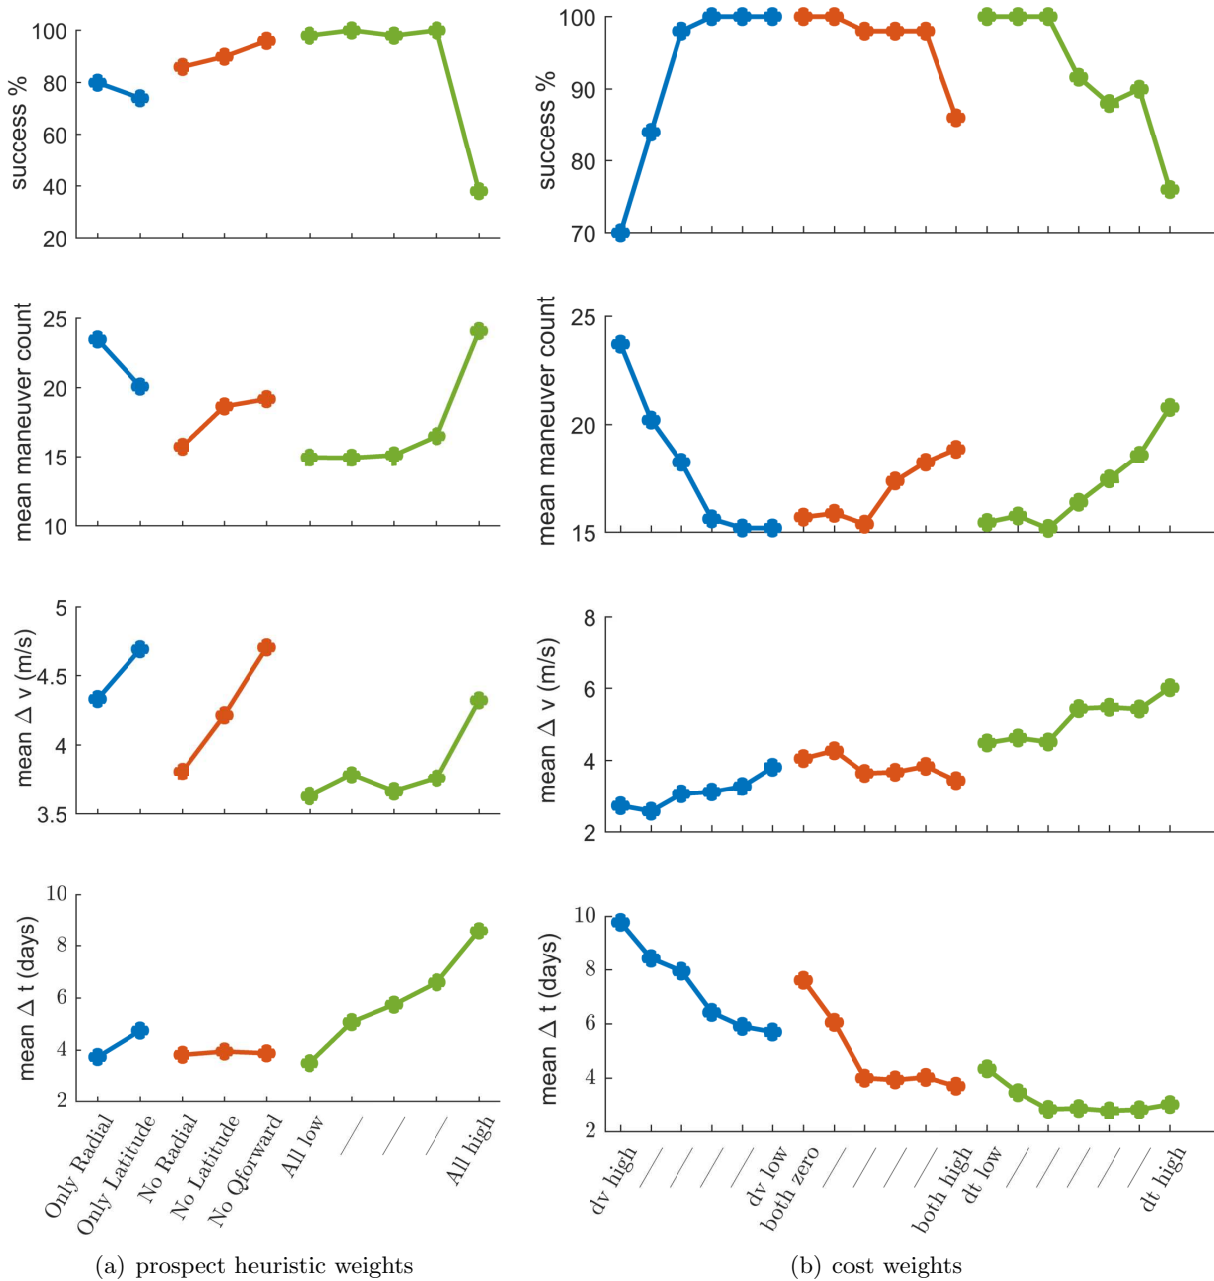 success %
100
80
60
40
20
mean maneuver count
25
20
15
10
mean Δ v (m/s)
5
4.5
4
3.5
mean Δ t (days)
10
8
6
4
2
Only Radial
Only Latitude
No Radial
No Latitude
No Qforward
All low
All high
(a) prospect heuristic weights
success %
100
90
80
70
mean maneuver count
25
20
15
mean Δ v (m/s)
8
6
4
2
mean Δ t (days)
10
8
6
4
2
dv high
dv low
both zero
both high
dt low
dt high
(b) cost weights